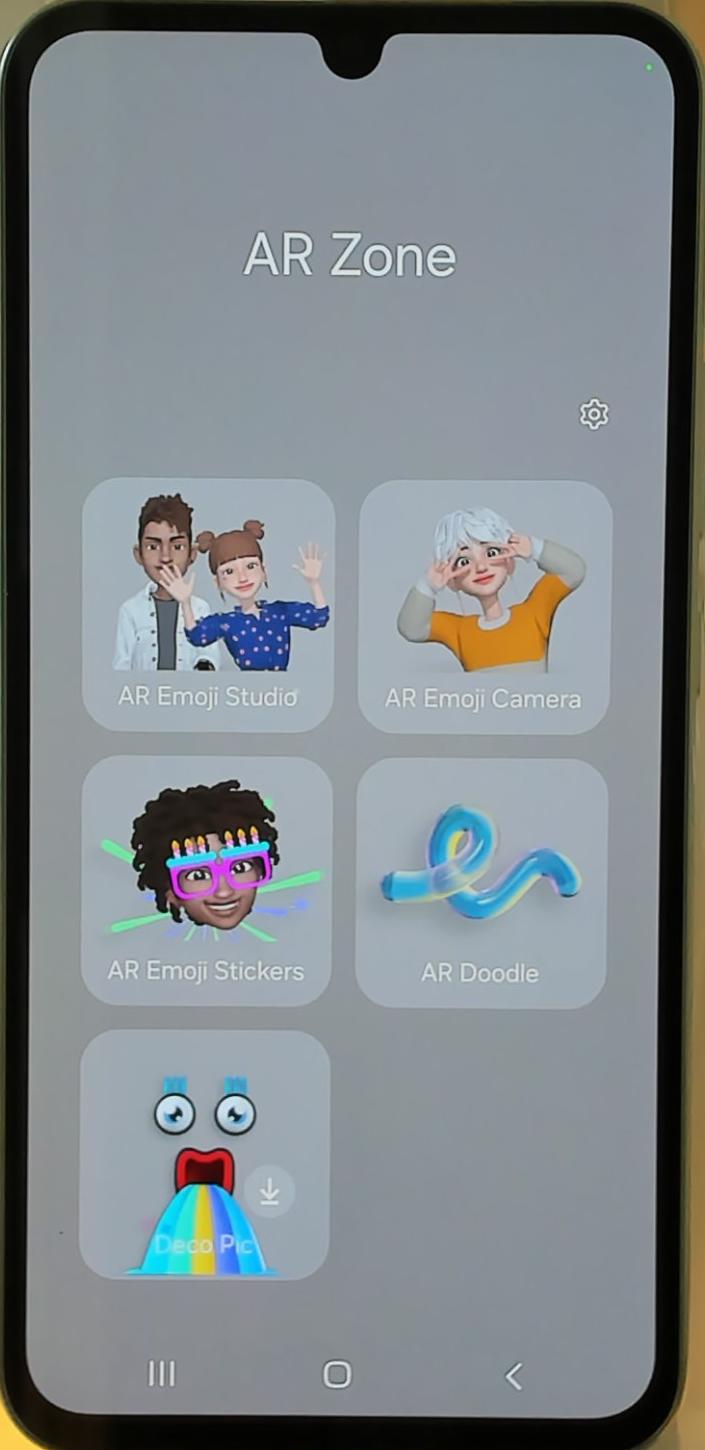 AR Zone
AR Emoji Studio
AR Emoji Camera
AR Emoji Stickers
AR Doodle
Deco Pic